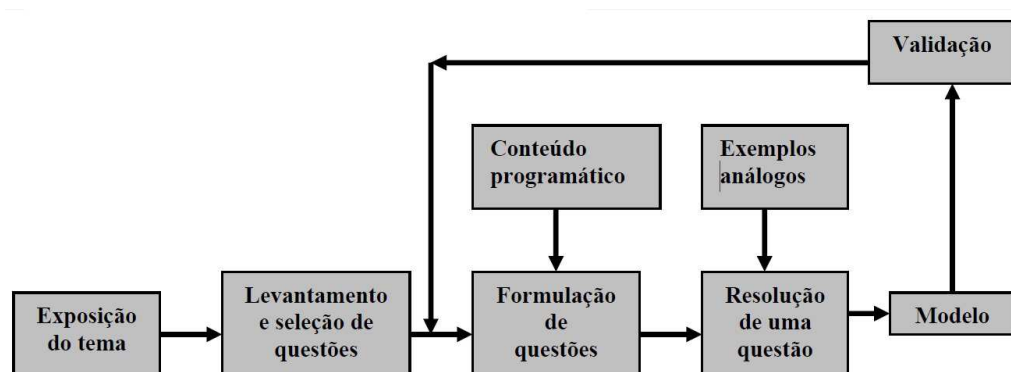 Validação
Conteúdo
programático
Exemplos
análogos
Exposição
do tema
Levantamento
e seleção de
questões
Formulação
de
questões
Resolução
de uma
questão
Modelo